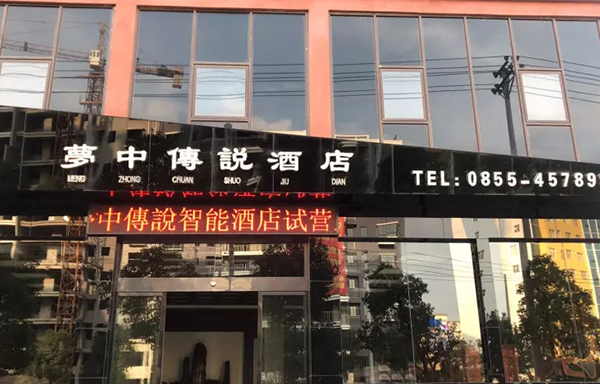 夢中傳説酒店
MENG ZHONG CHUAN SHUO JIU DIAN
TEL: 0855-45789
中傳說智能酒店试营